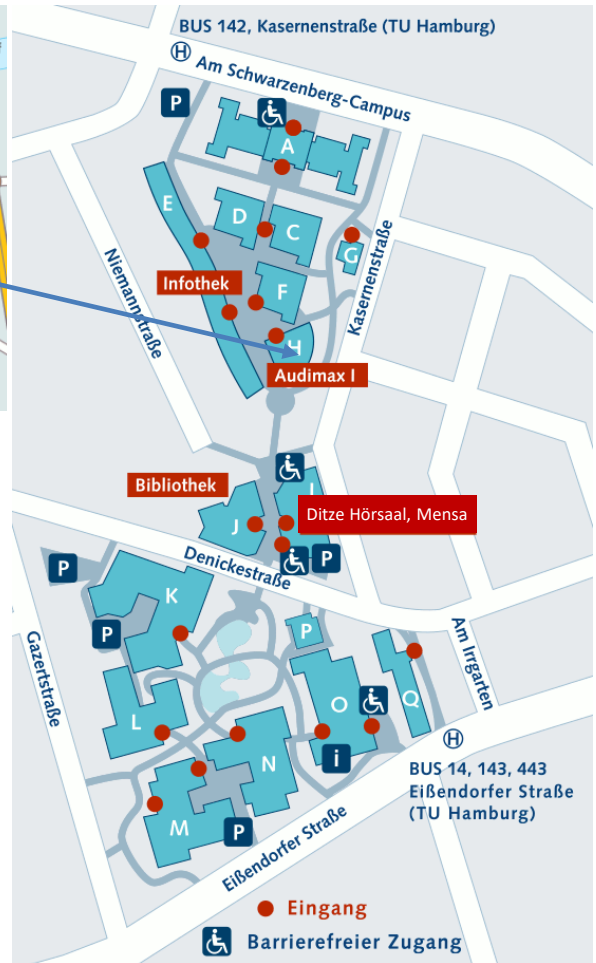 BUS 142, Kasernenstraße (TU Hamburg)
H
Am Schwarzenberg-Campus
P
A
E
D
C
G
Kasernenstraße
Niemannstraße
Infothek
F
H
Audimax I
Bibliothek
I
J
Ditze Hörsaal, Mensa
Denickestraße
P
P
K
P
P
Gazertstraße
Am Irrgarten
L
O
Q
N
i
H
M
P
BUS 14, 143, 443
Eißendorfer Straße
(TU Hamburg)
Eißendorfer Straße
Eingang
Barrierefreier Zugang